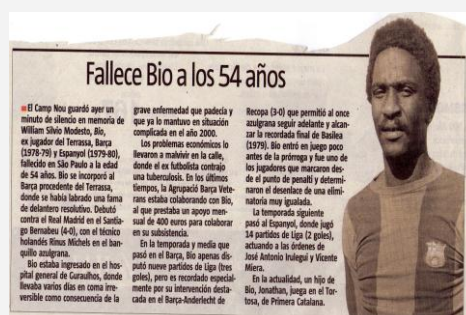 Fallece Bio a los 54 años
El Camp Nou guardó ayer un
minuto de silencio en memoria de
William Silvio Modesto, Bio,
ex jugador del Terrassa, Barça
(1978-79) y Espanyol (1979-80),
fallecido en São Paulo a la edad
de 54 años. Bio se incorporó al
Barça procedente del Terrassa,
donde se había labrado una fama
de delantero resolutivo. Debutó
contra el Real Madrid en el Santia-
go Bernabeu (4-0), con el técnico
holandés Rinus Michels en el ban-
quillo azulgrana.
Bio estaba ingresado en el hos-
pital general de Guraulhos, donde
llevaba varios días en coma irre-
versible como consecuencia de la
grave enfermedad que padecía y
que ya lo mantuvo en situación
complicada en el año 2000.
Los problemas económicos lo
llevaron a malvivir en la calle,
donde el ex futbolista contrajo
una tuberculosis. En los últimos
tiempos, la Agrupació Barça Vete-
rans estaba colaborando con Bio,
al que prestaba un apoyo men-
sual de 400 euros para colaborar
en su subsistencia.
En la temporada y media que
pasó en el Barça, Bio apenas dis-
putó nueve partidos de Liga (tres
goles), pero es recordado especial-
mente por su intervención desta-
cada en el Barça-Anderlecht de
Recopa (3-0) que permitió al once
azulgrana seguir adelante y alcan-
zar la recordada final de Basilea
(1979). Bio entró en juego poco
antes de la prórroga y fue uno de
los jugadores que marcaron des-
de el punto de penalti y determi-
naron el desenlace de una elimi-
natoria muy igualada.
La temporada siguiente
pasó al Espanyol, donde jugó
14 partidos de Liga (2 goles),
actuando a las órdenes de
José Antonio Irulegui y Vicente
Miera.
En la actualidad, un hijo de
Bio, Jonathan, juega en el Tor-
tosa, de Primera Catalana.